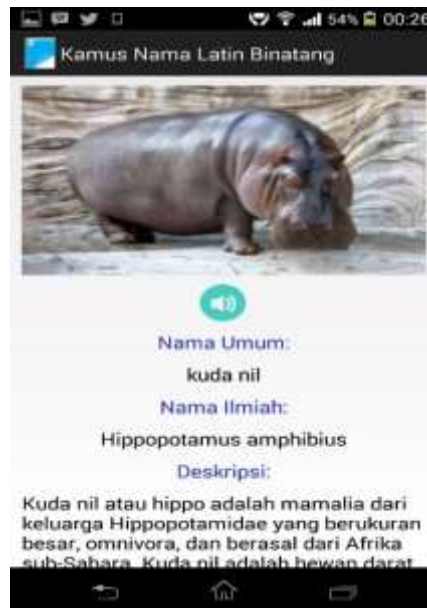 54% 00:26
Kamus Nama Latin Binatang
Nama Umum:
kuda nil
Nama Ilmiah:
Hippopotamus amphibius
Deskripsi:
Kuda nil atau hippo adalah mamalia dari
keluarga Hippopotamidae yang berukuran
besar, omnivora, dan berasal dari Afrika
sub-Sahara. Kuda nil adalah hewan darat